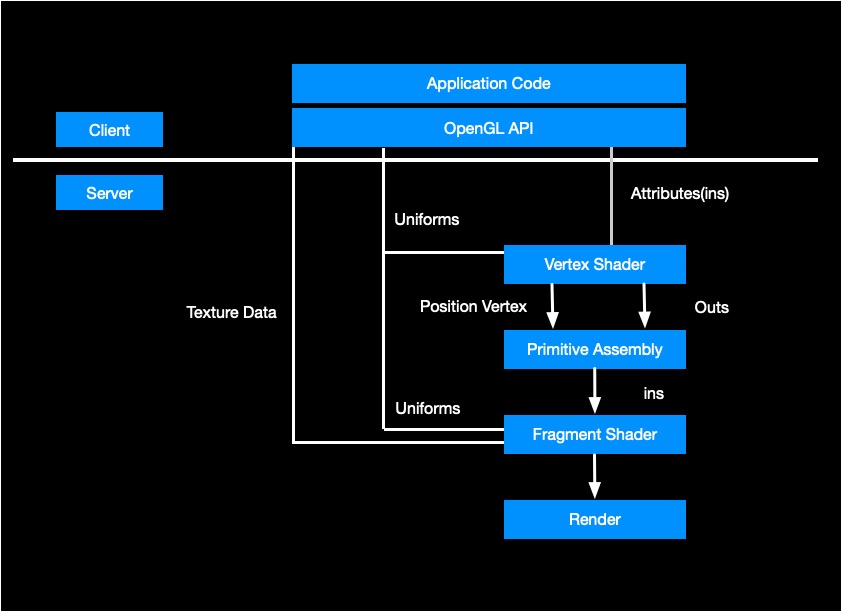 Application Code
OpenGL API
Client
Server
Attributes(ins)
Uniforms
Vertex Shader
Position Vertex
Outs
Texture Data
Primitive Assembly
ins
Uniforms
Fragment Shader
Render